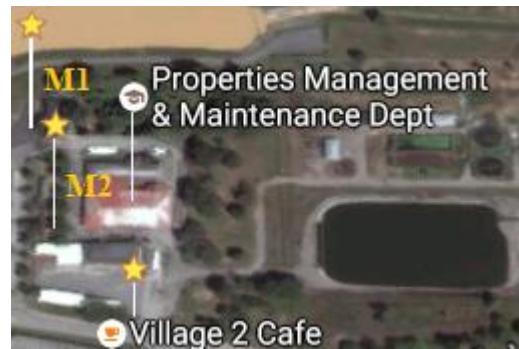 M1
Properties Management
& Maintenance Dept
M2
Village 2 Cafe